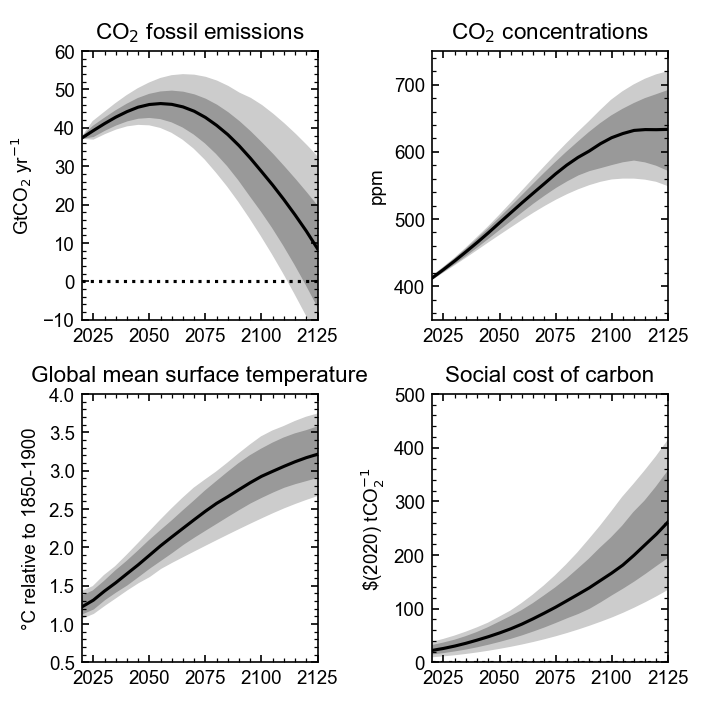 CO₂ fossil emissions
60
50
40
30
20
10
0
−10
GtCO₂ yr⁻¹
2025 2050 2075 2100 2125
CO₂ concentrations
700
600
500
400
ppm
2025 2050 2075 2100 2125
Global mean surface temperature
4.0
3.5
3.0
2.5
2.0
1.5
1.0
0.5
°C relative to 1850-1900
2025 2050 2075 2100 2125
Social cost of carbon
500
400
300
200
100
0
$(2020) tCO₂⁻¹
2025 2050 2075 2100 2125